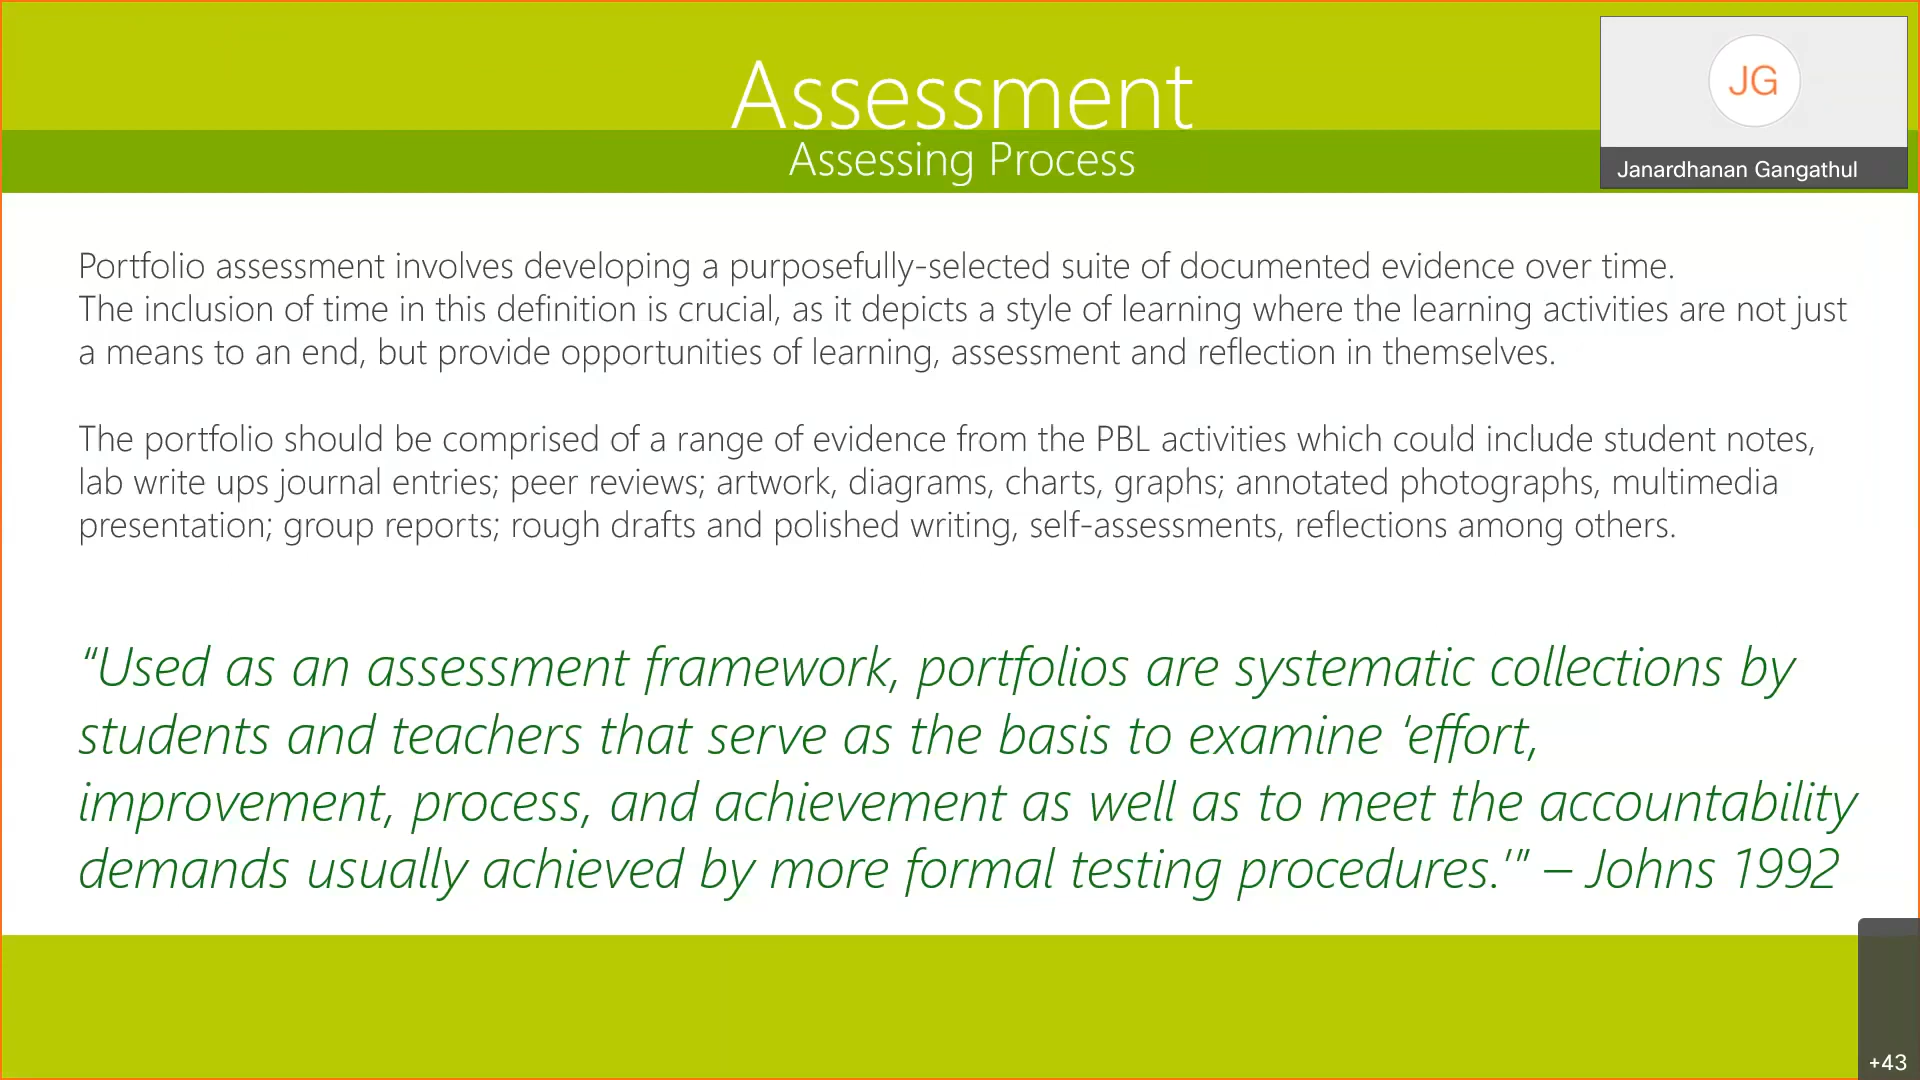 Assessment
Assessing Process
JG
Janardhanan Gangathul
Portfolio assessment involves developing a purposefully-selected suite of documented evidence over time.
The inclusion of time in this definition is crucial, as it depicts a style of learning where the learning activities are not just
a means to an end, but provide opportunities of learning, assessment and reflection in themselves.
The portfolio should be comprised of a range of evidence from the PBL activities which could include student notes,
lab write ups journal entries; peer reviews; artwork, diagrams, charts, graphs; annotated photographs, multimedia
presentation; group reports; rough drafts and polished writing, self-assessments, reflections among others.
“Used as an assessment framework, portfolios are systematic collections by
students and teachers that serve as the basis to examine ‘effort,
improvement, process, and achievement as well as to meet the accountability
demands usually achieved by more formal testing procedures.’” – Johns 1992
+43